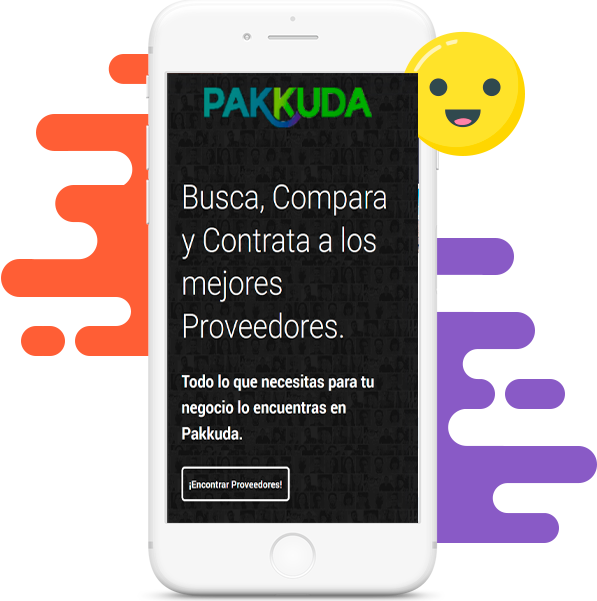 PAKKUDA
Busca, Compara
y Contrata a los
mejores
Proveedores.
Todo lo que necesitas para tu
negocio lo encuentras en
Pakkuda.
¡Encontrar Proveedores!